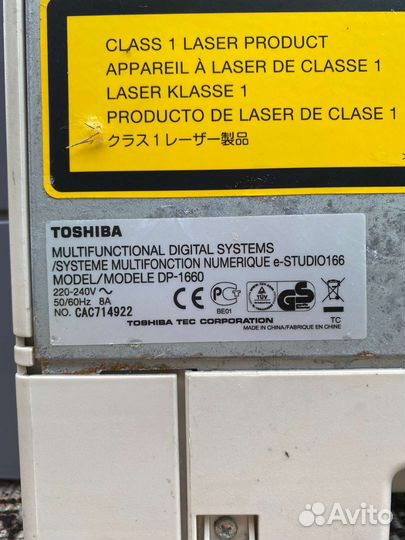 CLASS 1 LASER PRODUCT
APPAREIL À LASER DE CLASSE 1
LASER KLASSE 1
PRODUCTO DE LASER DE CLASE 1
クラス1レーザー製品
TOSHIBA
MULTIFUNCTIONAL DIGITAL SYSTEMS
/SYSTEME MULTIFONCTION NUMERIQUE e-STUDIO166
MODEL/MODELE DP-1660
220-240V
50/60Hz 8A
NO. CAC714922
CE
BE01
TÜV
GS
TC
TOSHIBA TEC CORPORATION
MADE IN CHINA/FABRIQUE EN CHINE
Avito